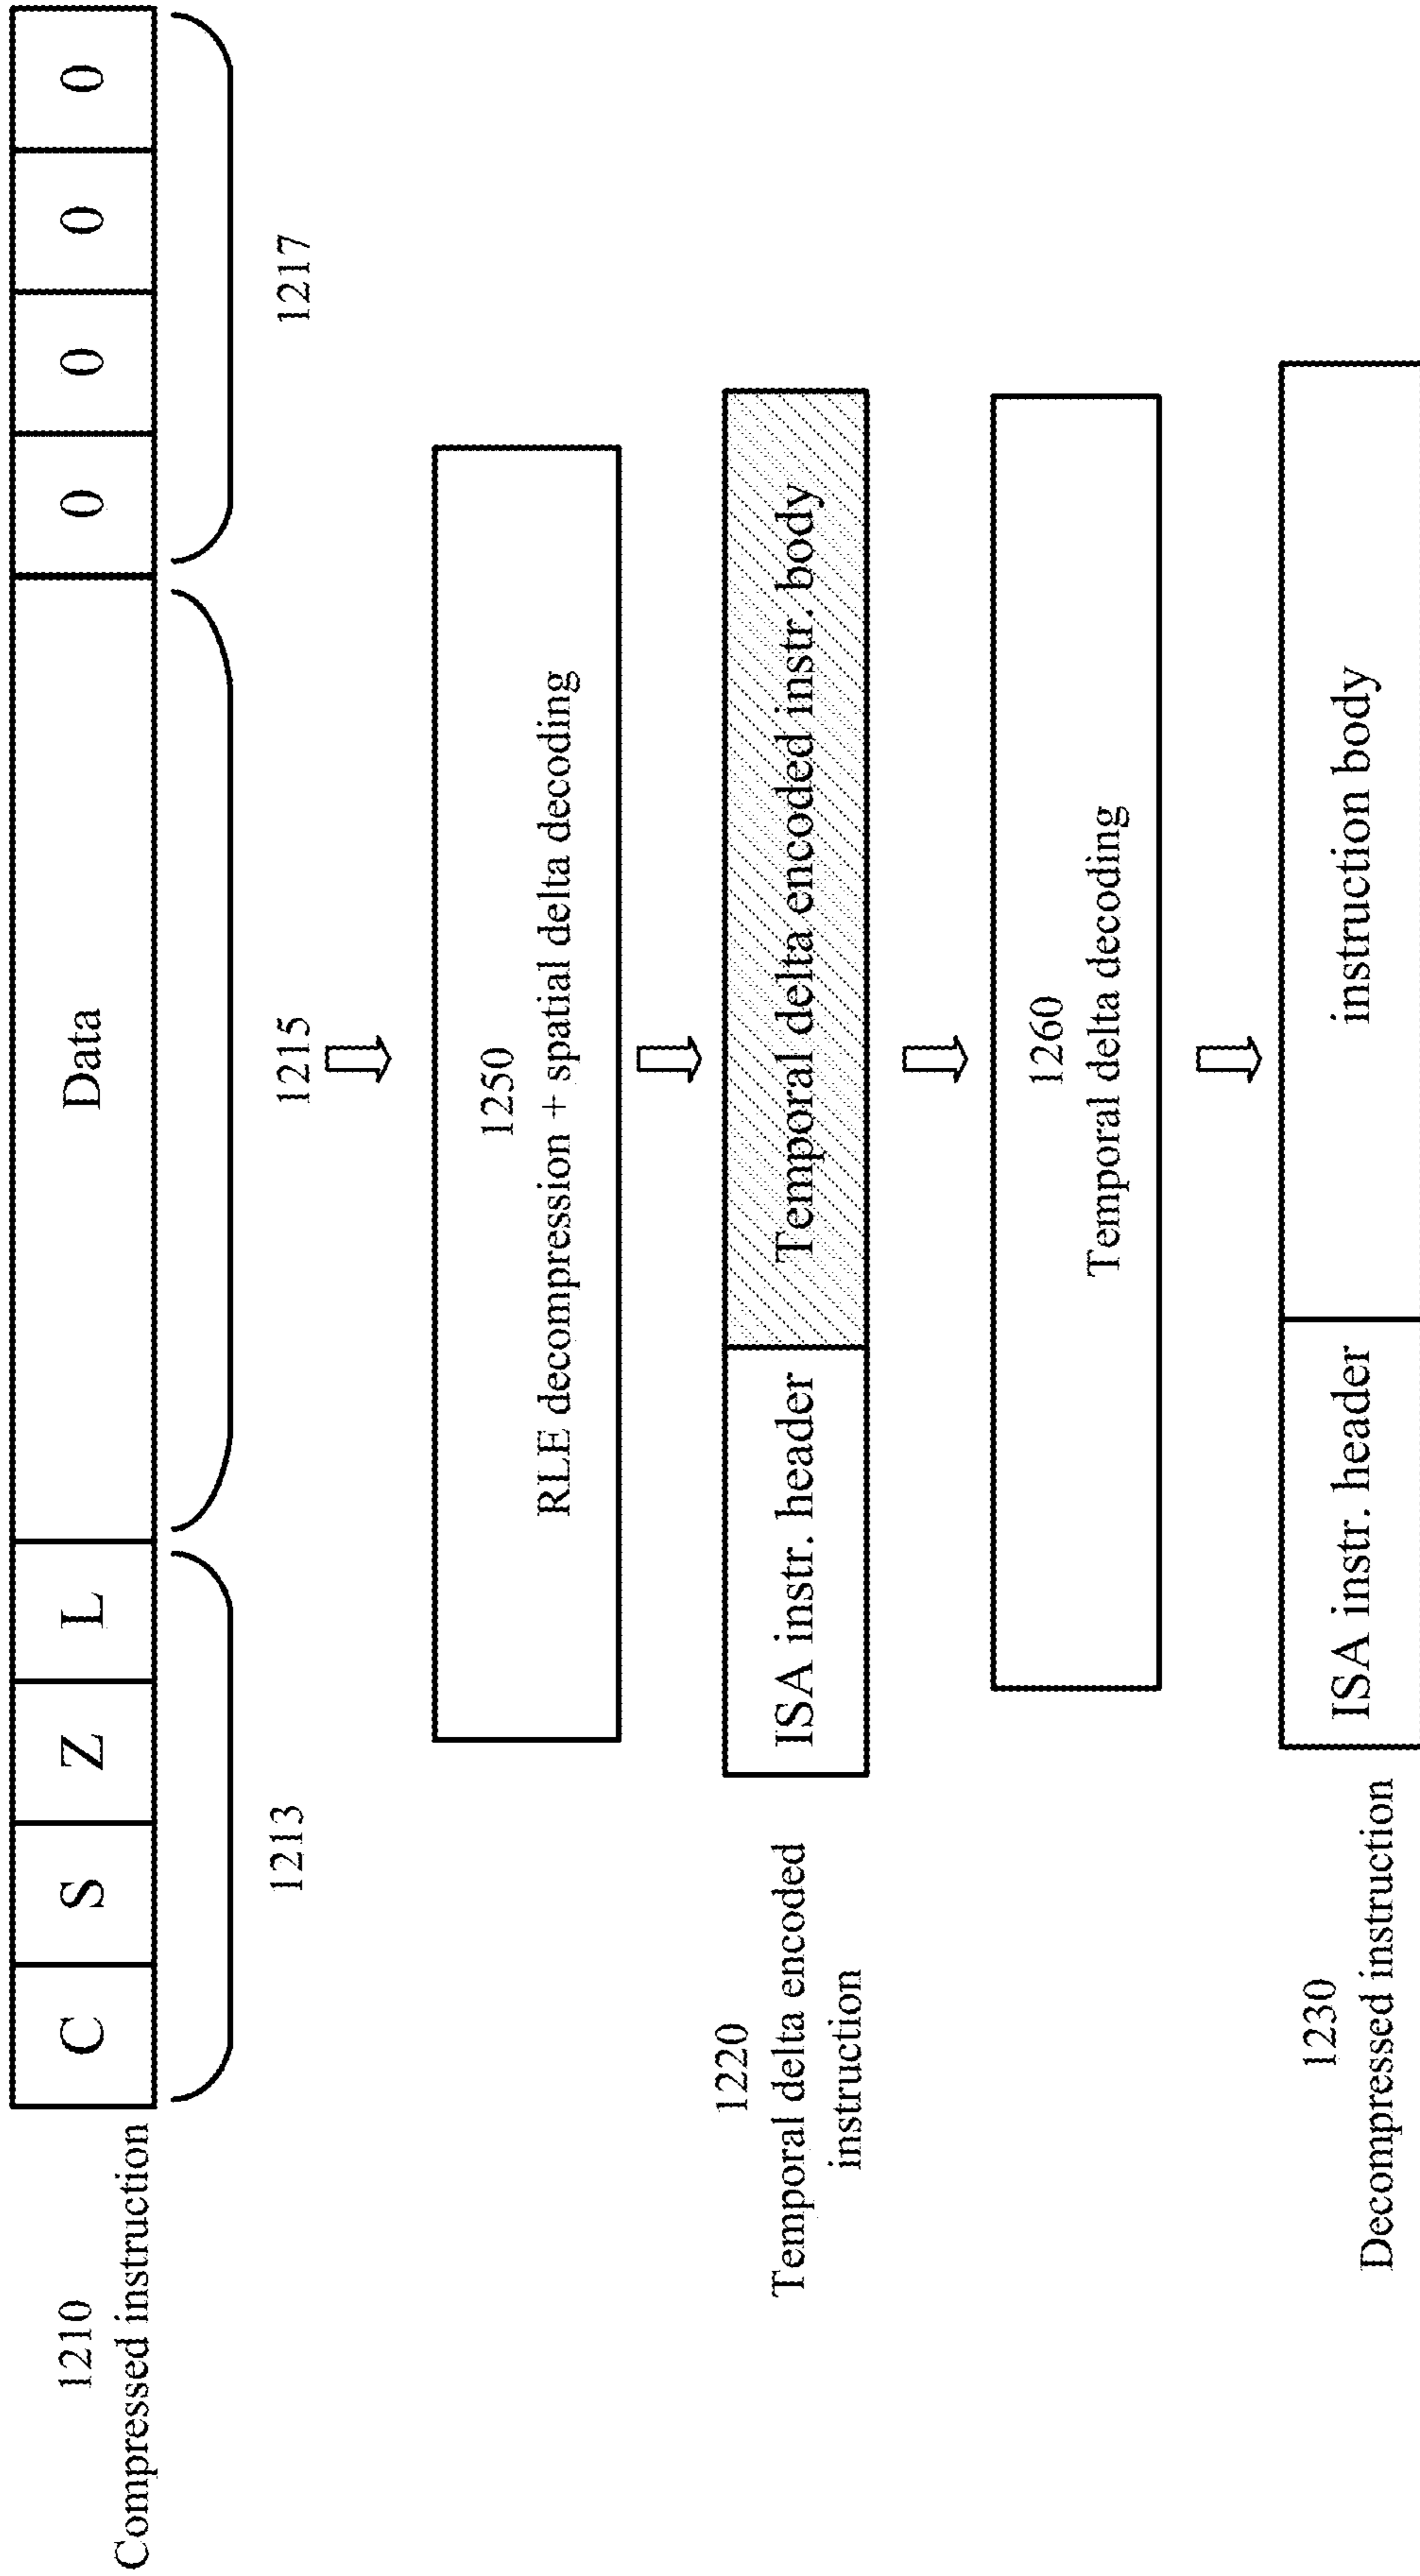 1210
Compressed instruction
C S Z L Data 0 0 0 0
1213
1215
1217
1250
RLE decompression + spatial delta decoding
1220
Temporal delta encoded
instruction
ISA instr. header
Temporal delta encoded instr. body
1260
Temporal delta decoding
1230
Decompressed instruction
ISA instr. header
instruction body